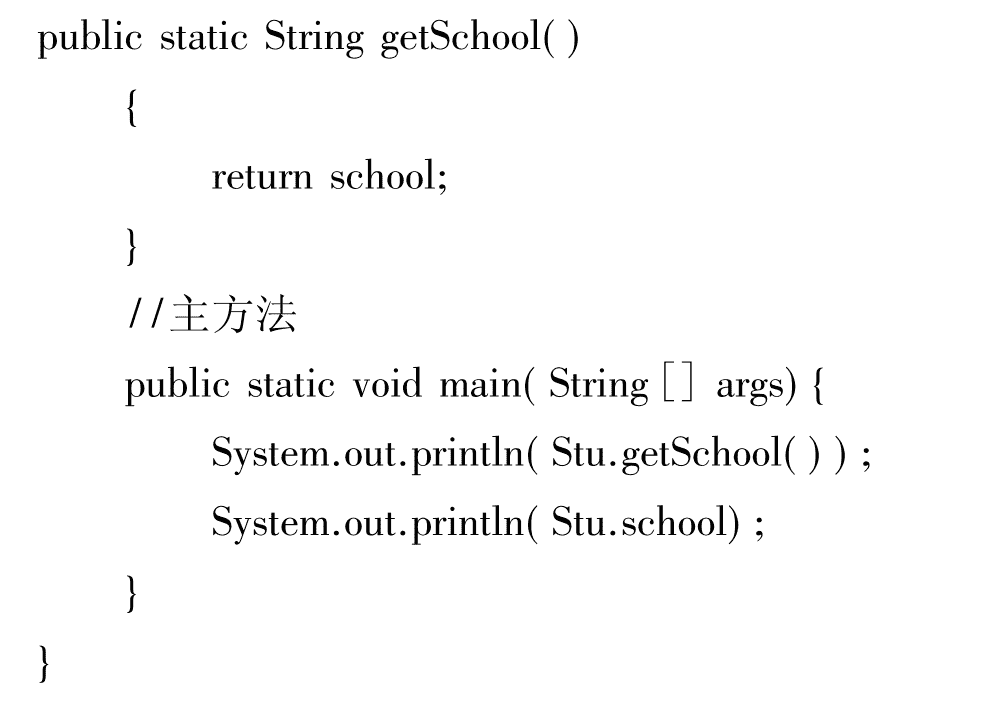 public static String getSchool()
{
return school;
}
//主方法
public static void main(String[] args){
System.out.println(Stu.getSchool());
System.out.println(Stu.school);
}
}